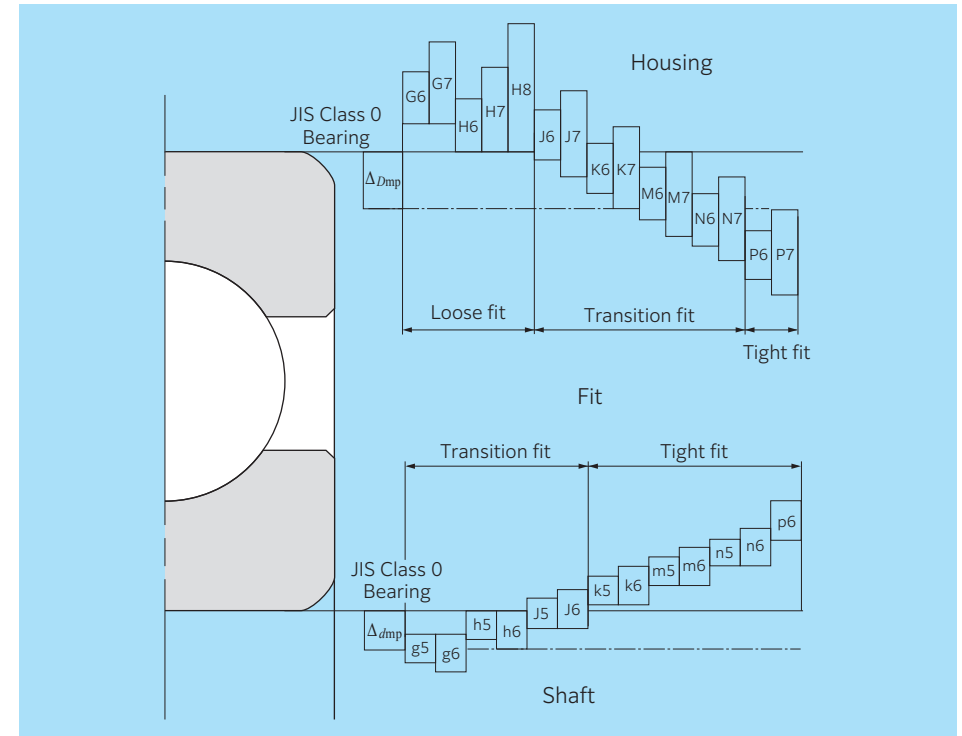 Housing
JIS Class 0
Bearing
ΔDmp
G6
G7
H6
H7
H8
J6
J7
K6
K7
M6
M7
N6
N7
P6
P7
Loose fit
Transition fit
Tight fit
Fit
Transition fit
Tight fit
JIS Class 0
Bearing
Δdmp
g5
g6
h5
h6
J5
J6
k5
k6
m5
m6
n5
n6
p6
Shaft